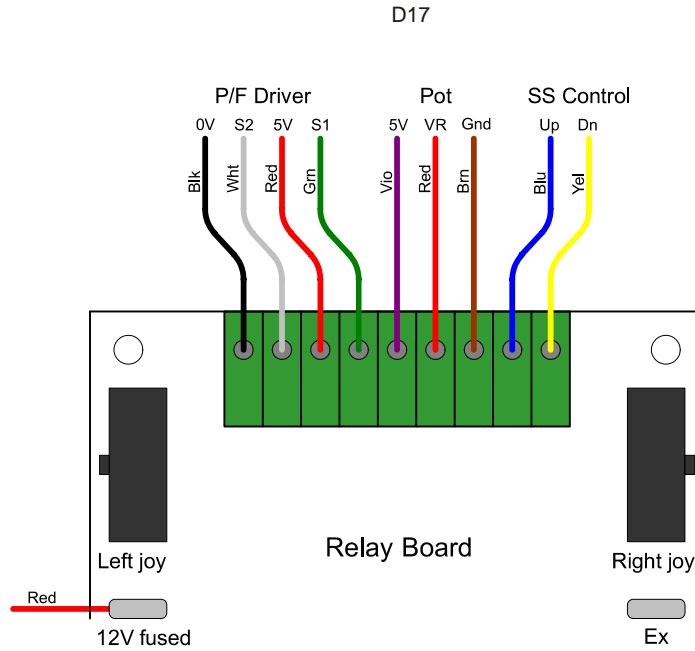 D17
P/F Driver Pot SS Control
0V S2 5V S1 5V VR Gnd Up Dn
Blk Wht Red Grn Vio Red Brn Blu Yel
Relay Board
Left joy Right joy
Red
12V fused Ex